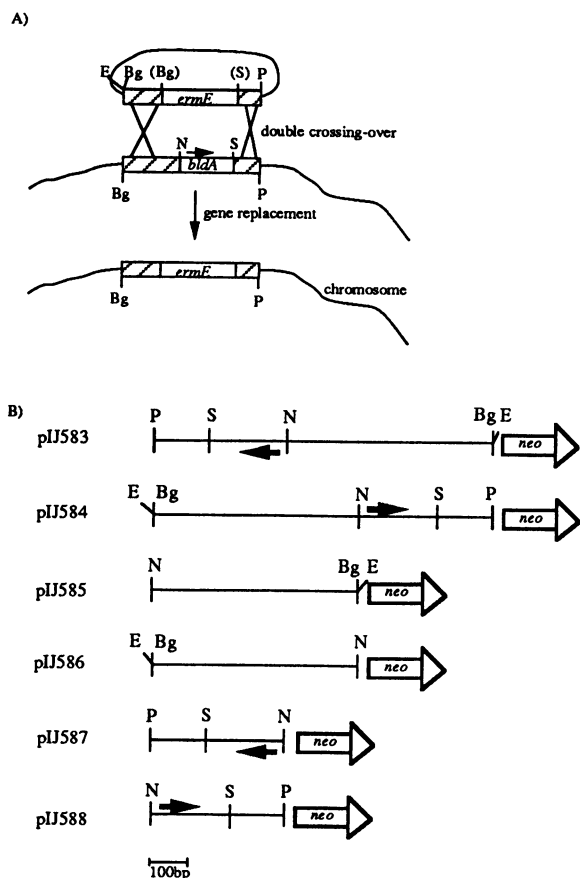 A)
E Bg (Bg) (S) P
ermE
double crossing-over
N S
bldA
Bg P
gene replacement
ermE
chromosome
Bg P
B)
P S N Bg E
pIJ583 neo
E Bg N S P
pIJ584 neo
N Bg E
pIJ585 neo
E Bg N
pIJ586 neo
P S N
pIJ587 neo
N S P
pIJ588 neo
100bp